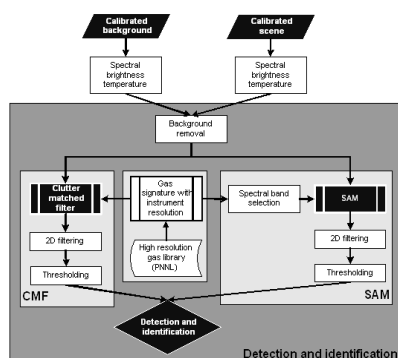 Calibrated
background
Calibrated
scene
Spectral
brightness
temperature
Spectral
brightness
temperature
Background
removal
Clutter
matched
filter
Gas
signature with
instrument
resolution
Spectral band
selection
SAM
2D filtering
High resolution
gas library
(PNNL)
2D filtering
Thresholding
Thresholding
CMF
SAM
Detection and
identification
Detection and identification